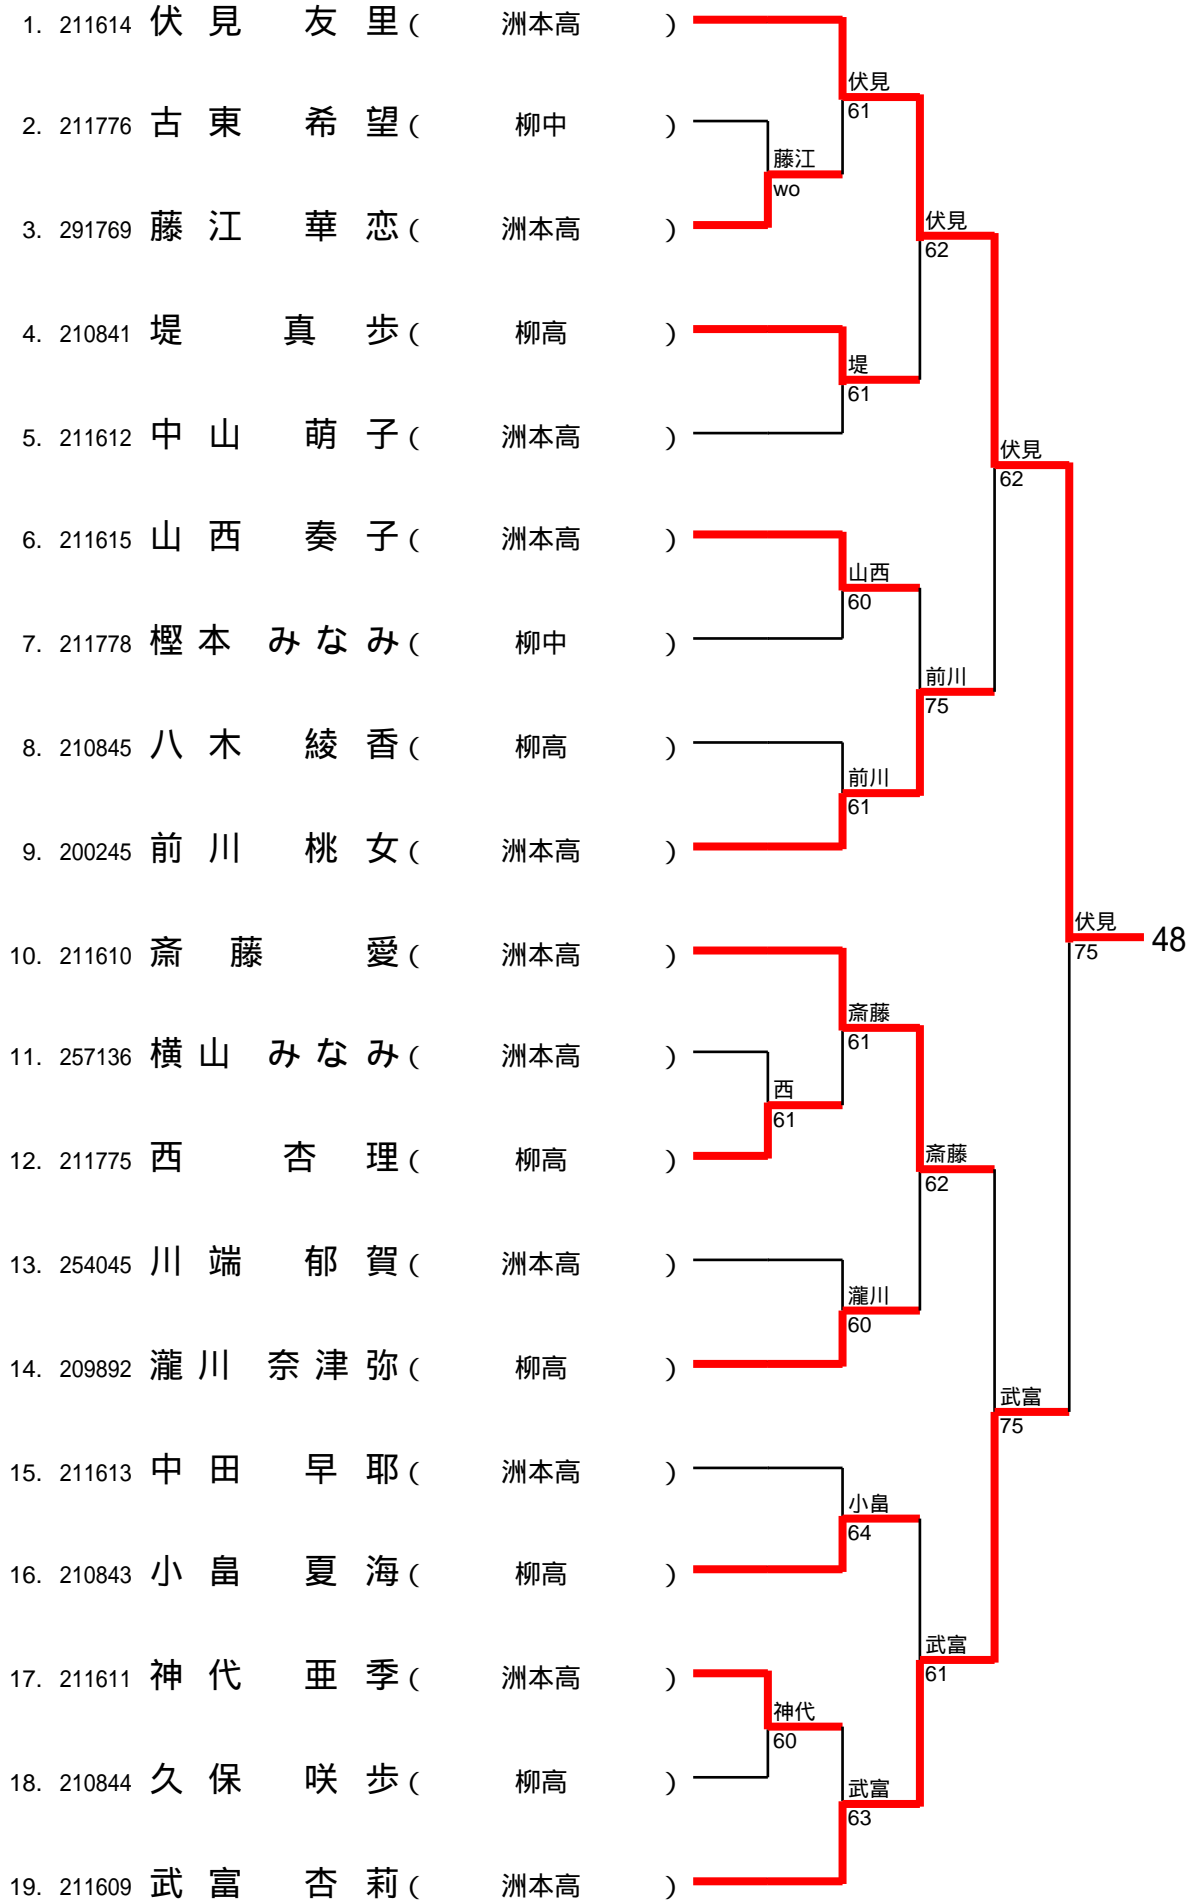 1. 211614 伏見 友里 ( 洲本高 )
伏見
61
2. 211776 古東 希望 ( 柳中 )
藤江
wo
3. 291769 藤江 華恋 ( 洲本高 )
伏見
62
4. 210841 堤 真歩 ( 柳高 )
堤
61
5. 211612 中山 萌子 ( 洲本高 )
伏見
62
6. 211615 山西 奏子 ( 洲本高 )
山西
60
7. 211778 樫本 みなみ ( 柳中 )
前川
75
8. 210845 八木 綾香 ( 柳高 )
前川
61
9. 200245 前川 桃女 ( 洲本高 )
伏見
75
48
10. 211610 斎藤 愛 ( 洲本高 )
斎藤
61
11. 257136 横山 みなみ ( 洲本高 )
西
61
12. 211775 西 杏理 ( 柳高 )
斎藤
62
13. 254045 川端 郁賀 ( 洲本高 )
瀧川
60
14. 209892 瀧川 奈津弥 ( 柳高 )
武富
75
15. 211613 中田 早耶 ( 洲本高 )
小畠
64
16. 210843 小畠 夏海 ( 柳高 )
武富
61
17. 211611 神代 亜季 ( 洲本高 )
神代
60
18. 210844 久保 咲歩 ( 柳高 )
武富
63
19. 211609 武富 杏莉 ( 洲本高 )